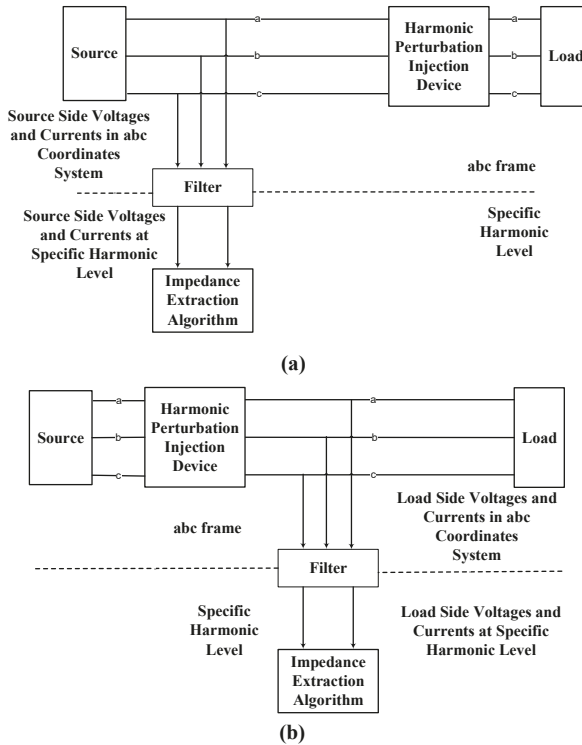 Source
a
b
c
Harmonic
Perturbation
Injection
Device
a
b
c
Load
Source Side Voltages
and Currents in abc
Coordinates
System
abc frame
Filter
Source Side Voltages
and Currents at
Specific Harmonic
Level
Specific
Harmonic
Level
Impedance
Extraction
Algorithm
(a)
Source
a
b
c
Harmonic
Perturbation
Injection
Device
a
b
c
Load
Load Side Voltages and
Currents in abc
Coordinates
System
abc frame
Filter
Specific
Harmonic
Level
Load Side Voltages and
Currents at Specific
Harmonic Level
Impedance
Extraction
Algorithm
(b)